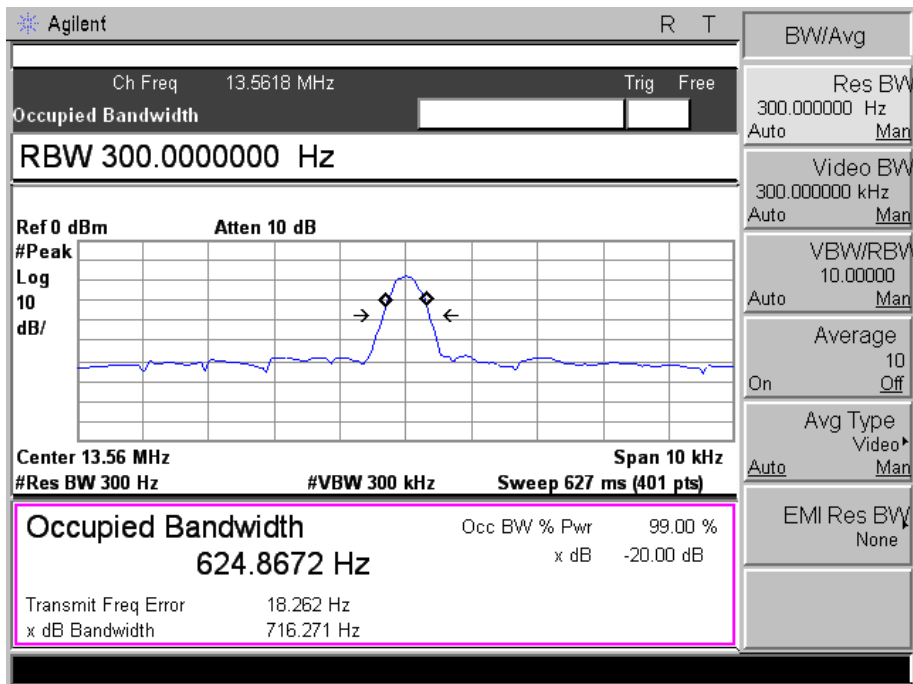 Agilent R T
Ch Freq 13.5618 MHz Trig Free
Occupied Bandwidth
RBW 300.0000000 Hz
Ref 0 dBm Atten 10 dB
#Peak
Log
10
dB/
Center 13.56 MHz Span 10 kHz
#Res BW 300 Hz #VBW 300 kHz Sweep 627 ms (401 pts)
Occupied Bandwidth
624.8672 Hz
Occ BW % Pwr 99.00 %
x dB -20.00 dB
Transmit Freq Error 18.262 Hz
x dB Bandwidth 716.271 Hz
BW/Avg
Res BW
300.000000 Hz
Auto Man
Video BW
300.000000 kHz
Auto Man
VBW/RBW
10.00000
Auto Man
Average
10
On Off
Avg Type
Video
Auto Man
EMI Res BW
None